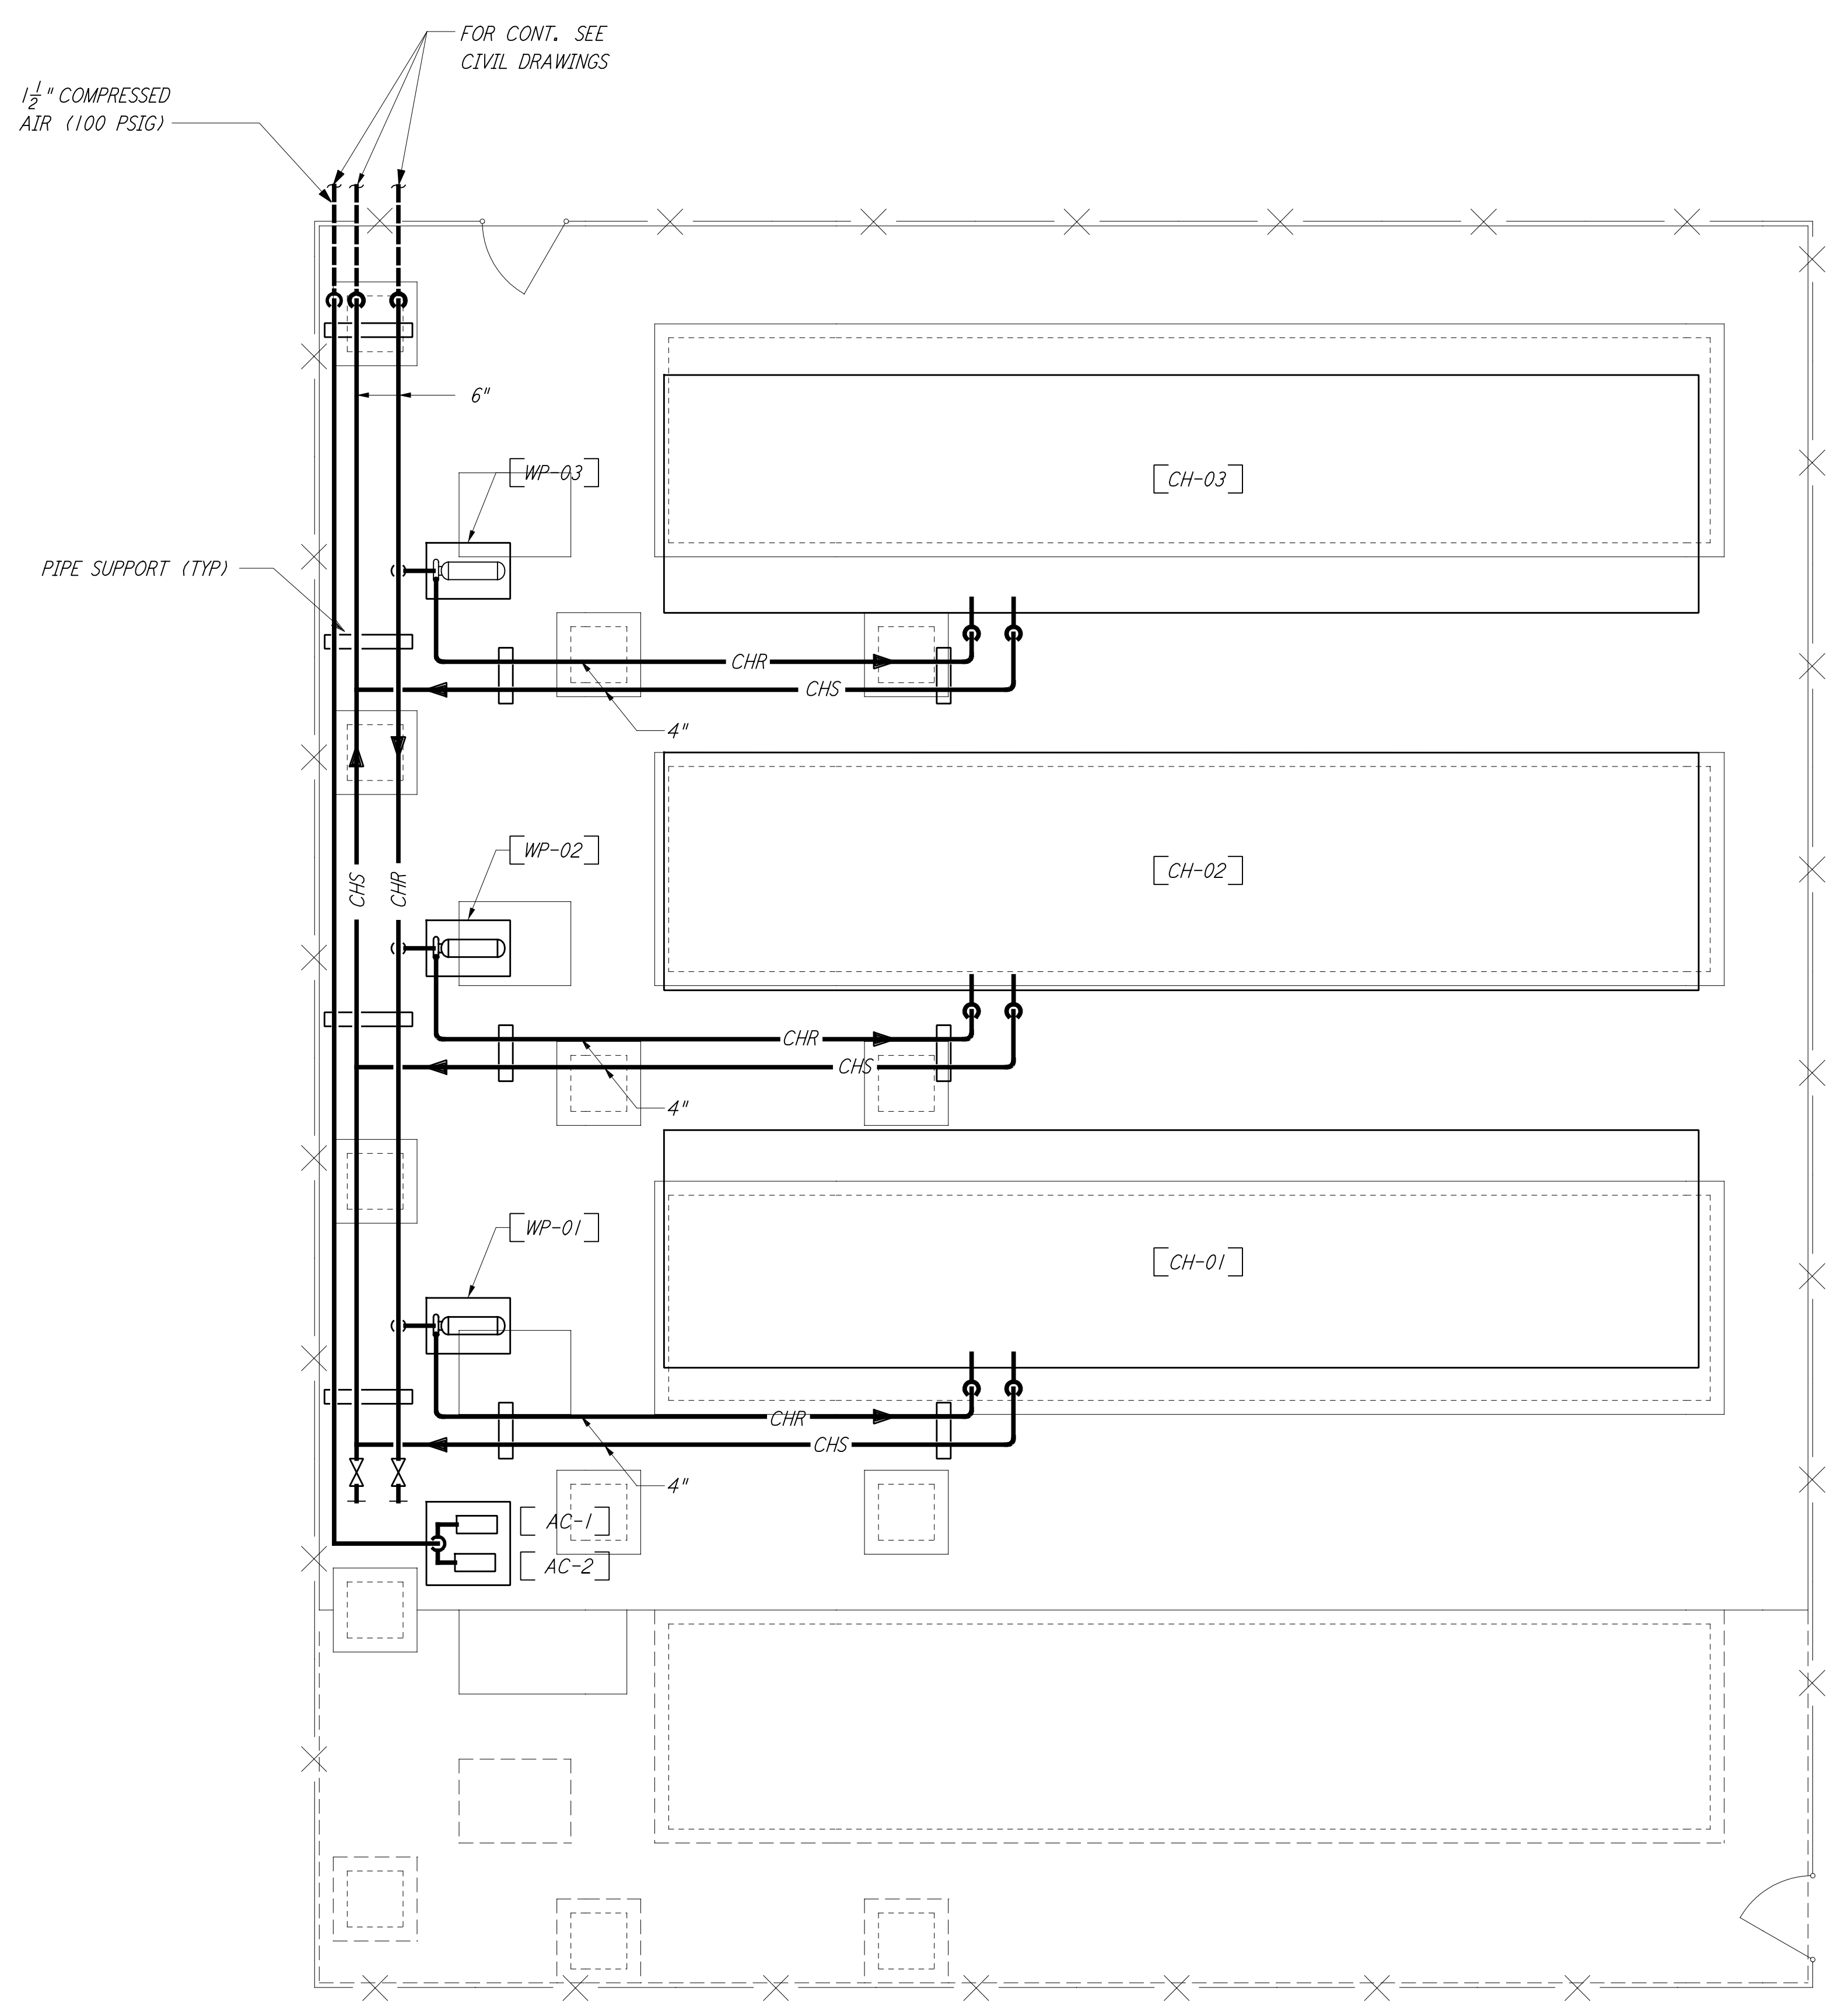 FOR CONT. SEE
CIVIL DRAWINGS
1 1/2" COMPRESSED
AIR (100 PSIG)
6"
WP-03
CH-03
PIPE SUPPORT (TYP)
CHR
CHS
4"
WP-02
CH-02
CHS
CHR
CHR
CHS
4"
WP-01
CH-01
CHR
CHS
4"
AC-1
AC-2